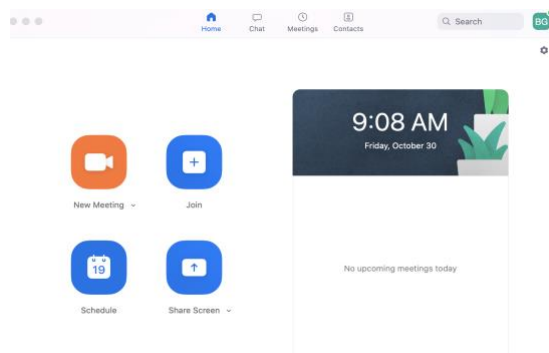 Home
Chat
Meetings
Contacts
Search
BG
9:08 AM
Friday, October 30
New Meeting
Join
19
Schedule
Share Screen
No upcoming meetings today